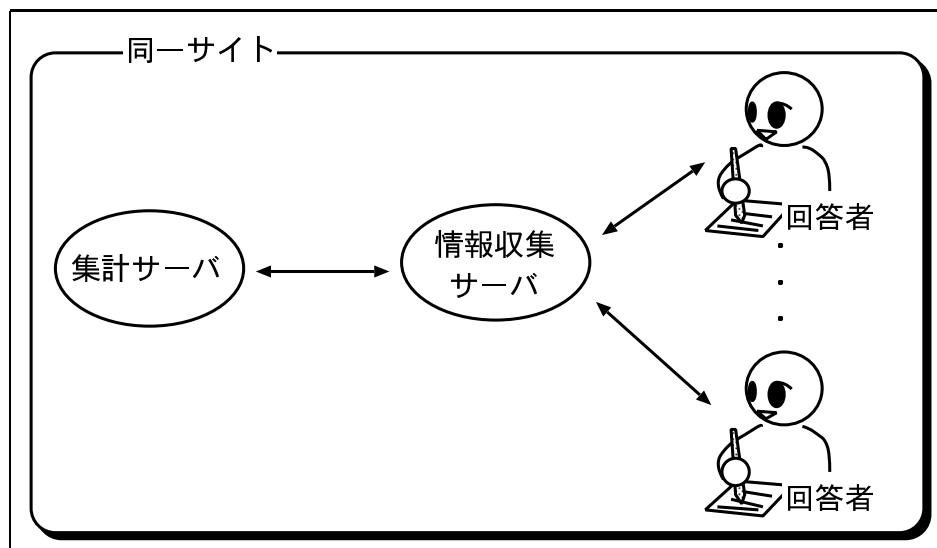 同一サイト
集計サーバ
情報収集
サーバ
回答者
回答者